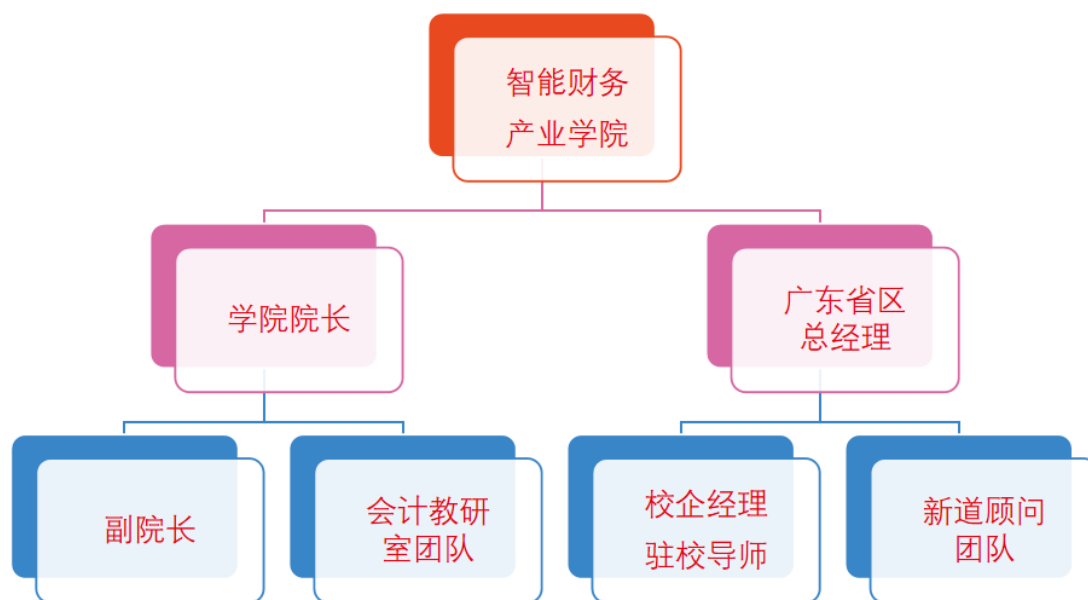 智能财务
产业学院
学院院长
广东省区
总经理
副院长
会计教研
室团队
校企经理
驻校导师
新道顾问
团队